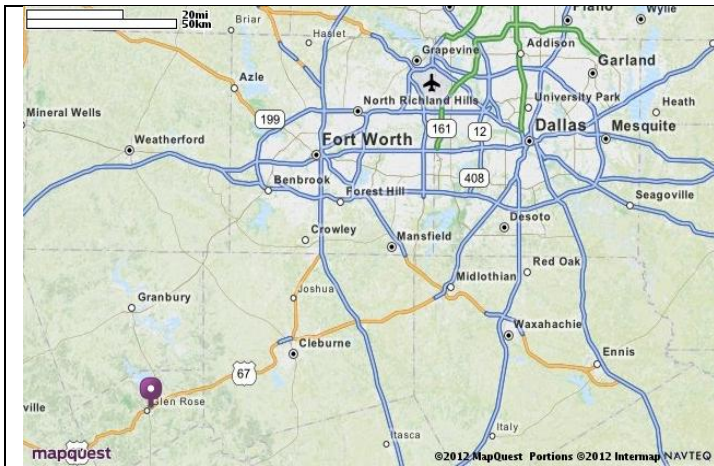 20mi
50km
Briar
Haslet
Grapevine
Plano
Wylie
Addison
Garland
Azle
North Richland Hills
University Park
Heath
Mineral Wells
199
161
12
Dallas
Mesquite
Weatherford
Fort Worth
408
Benbrook
Forest Hill
Seagoville
Desoto
Crowley
Mansfield
Red Oak
Midlothian
Joshua
Granbury
Waxahachie
Cleburne
Ennis
67
Glen Rose
ville
Itasca
Italy
mapquest
©2012 MapQuest Portions ©2012 Intermap NAVTEQ